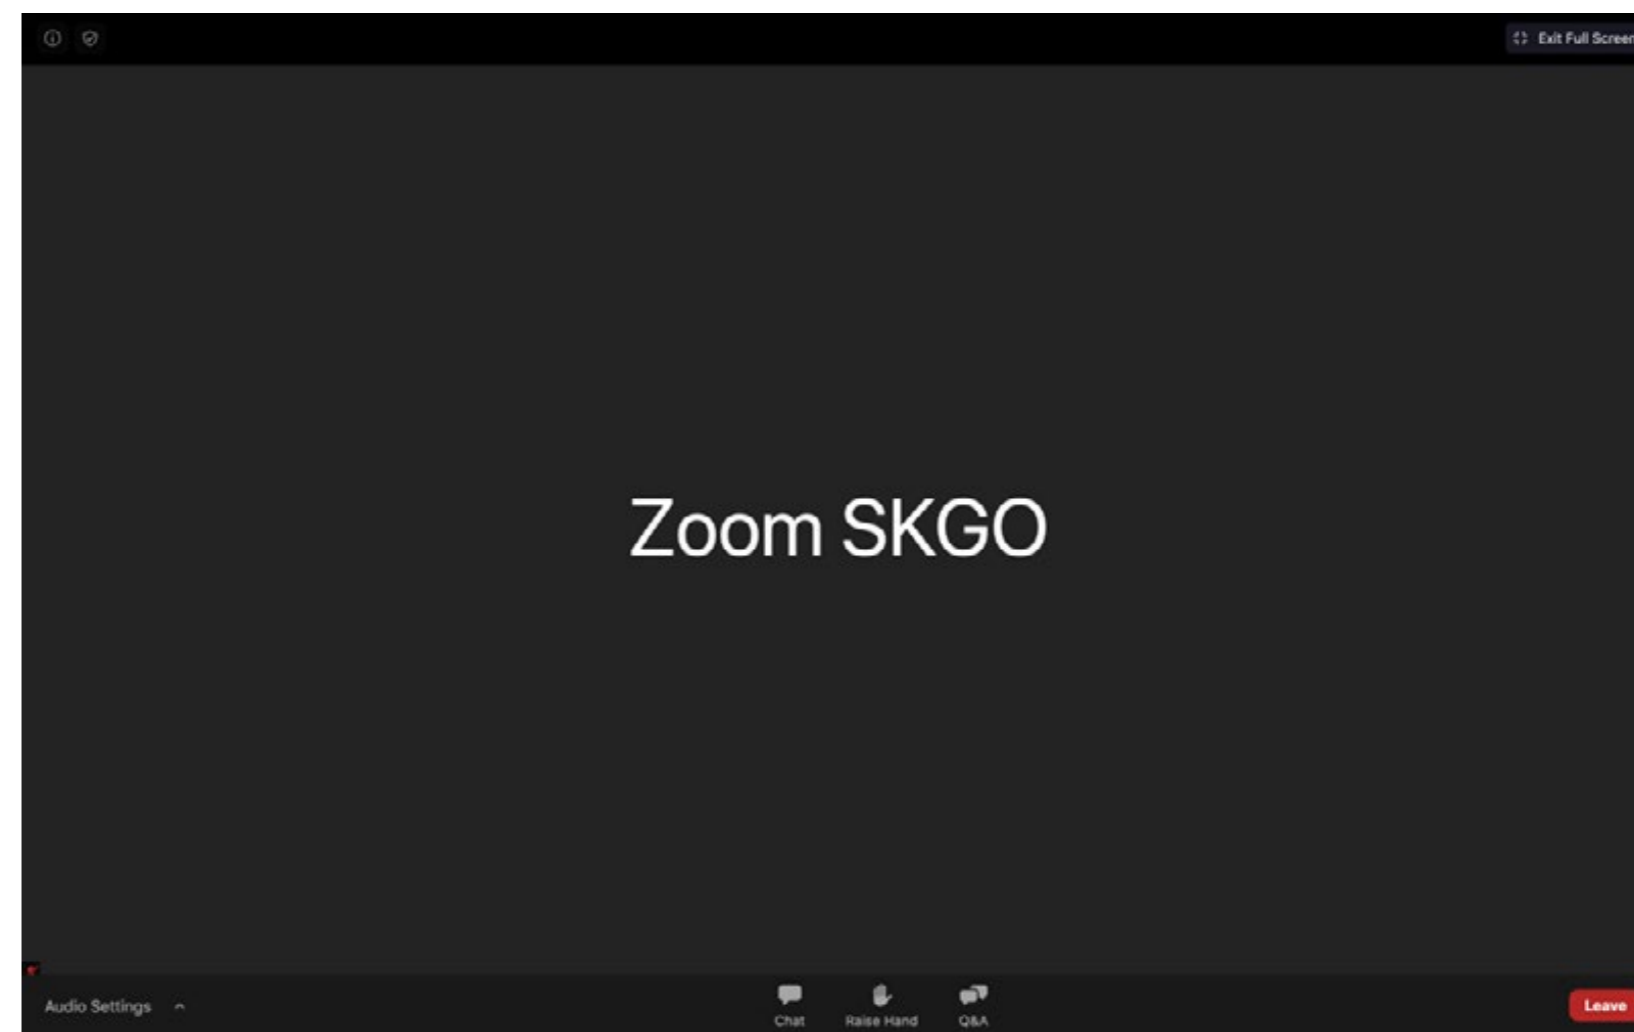 Exit Full Screen
Zoom SKGO
Audio Settings
Chat
Raise Hand
Q&A
Leave